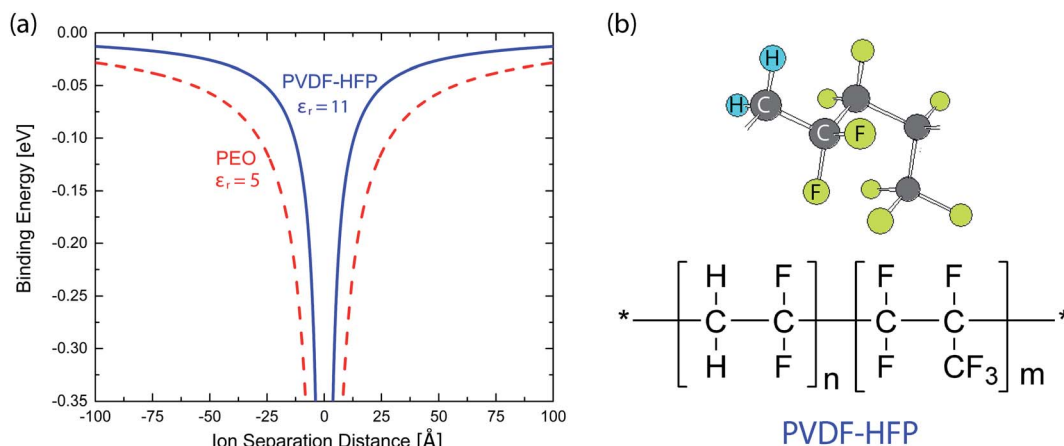 (a)
0.00
-0.05
-0.10
-0.15
-0.20
-0.25
-0.30
-0.35
Binding Energy [eV]
PVDF-HFP
εr = 11
PEO
εr = 5
-100 -75 -50 -25 0 25 50 75 100
Ion Separation Distance [Å]
(b)
H
H C
C F
F
H F F F
* C C C C *
H F F CF3
n m
PVDF-HFP